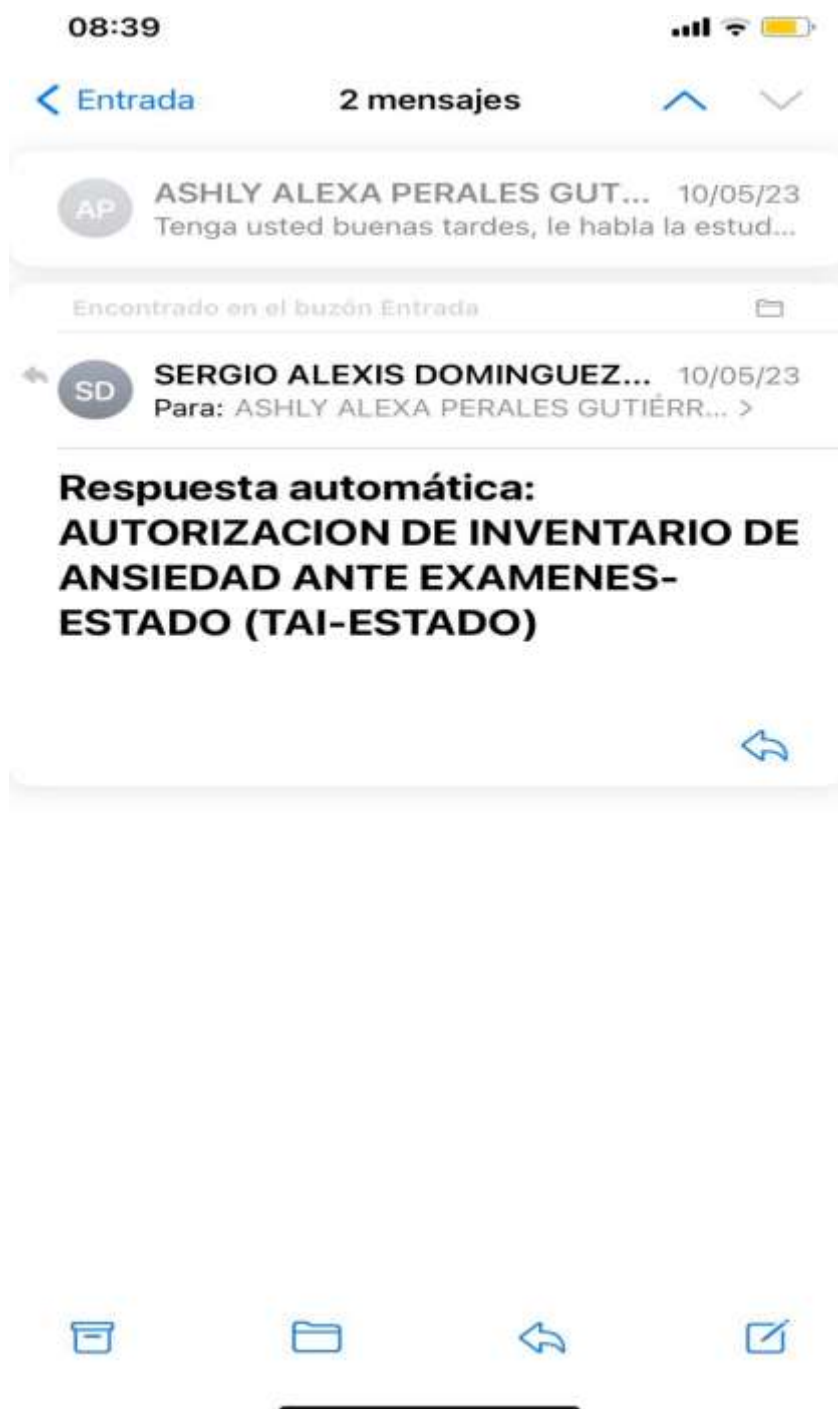 08:39
Entrada
2 mensajes
AP
ASHLY ALEXA PERALES GUT... 10/05/23
Tenga usted buenas tardes, le habla la estud...
Encontrado en el buzón Entrada
SD
SERGIO ALEXIS DOMINGUEZ... 10/05/23
Para: ASHLY ALEXA PERALES GUTIÉRR... >
Respuesta automática:
AUTORIZACION DE INVENTARIO DE
ANSIEDAD ANTE EXAMENES-
ESTADO (TAI-ESTADO)